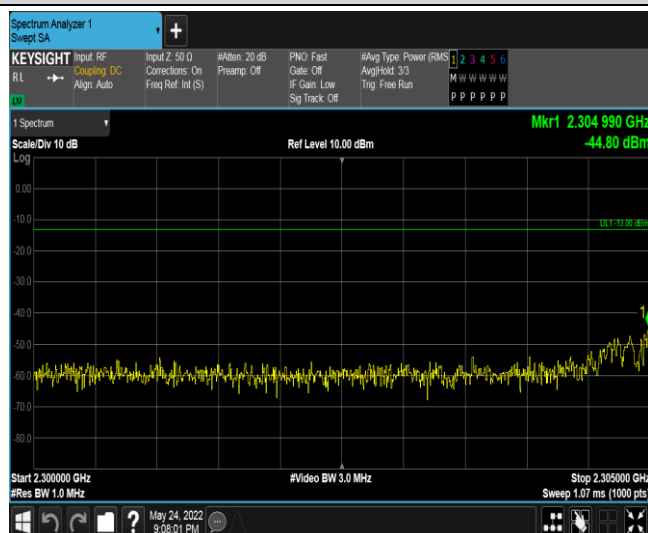 Spectrum Analyzer 1
Swept SA
KEYSIGHT Input: RF Input Z: 50 Ω #Atten: 20 dB PNO: Fast #Avg Type: Power (RMS 1 2 3 4 5 6
RL Coupling: DC Corrections: On Preamp: Off Gate: Off Avg|Hold: 3/3 M W W W W W
Align: Auto Freq Ref: Int (S) IF Gain: Low Trig: Free Run
Sig Track: Off P P P P P P
LXI
1 Spectrum Mkr1 2.304 990 GHz
Scale/Div 10 dB Ref Level 10.00 dBm -44.80 dBm
Log
0.00
-10.0
DL1 -13.00 dBm
-20.0
-30.0
-40.0
1
-50.0
-60.0
-70.0
-80.0
Start 2.300000 GHz #Video BW 3.0 MHz Stop 2.305000 GHz
#Res BW 1.0 MHz Sweep 1.07 ms (1000 pts)
? May 24, 2022
9:08:01 PM